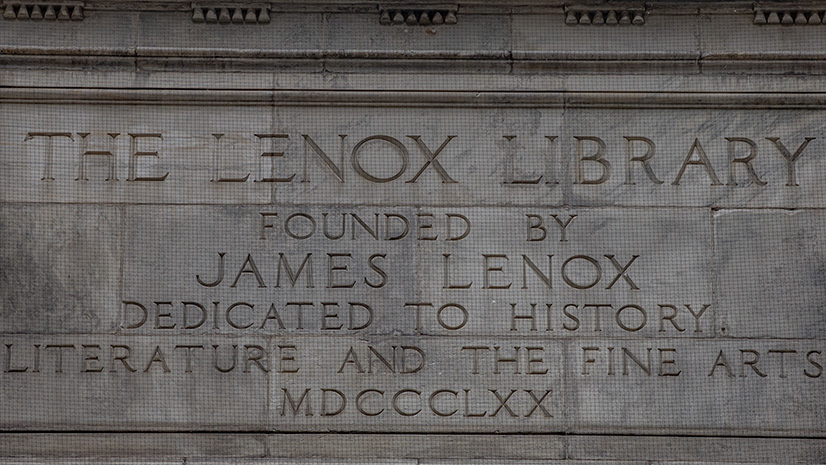 THE LENOX LIBRARY
FOUNDED BY
JAMES LENOX
DEDICATED TO HISTORY,
LITERATURE AND THE FINE ARTS
MDCCCLXX